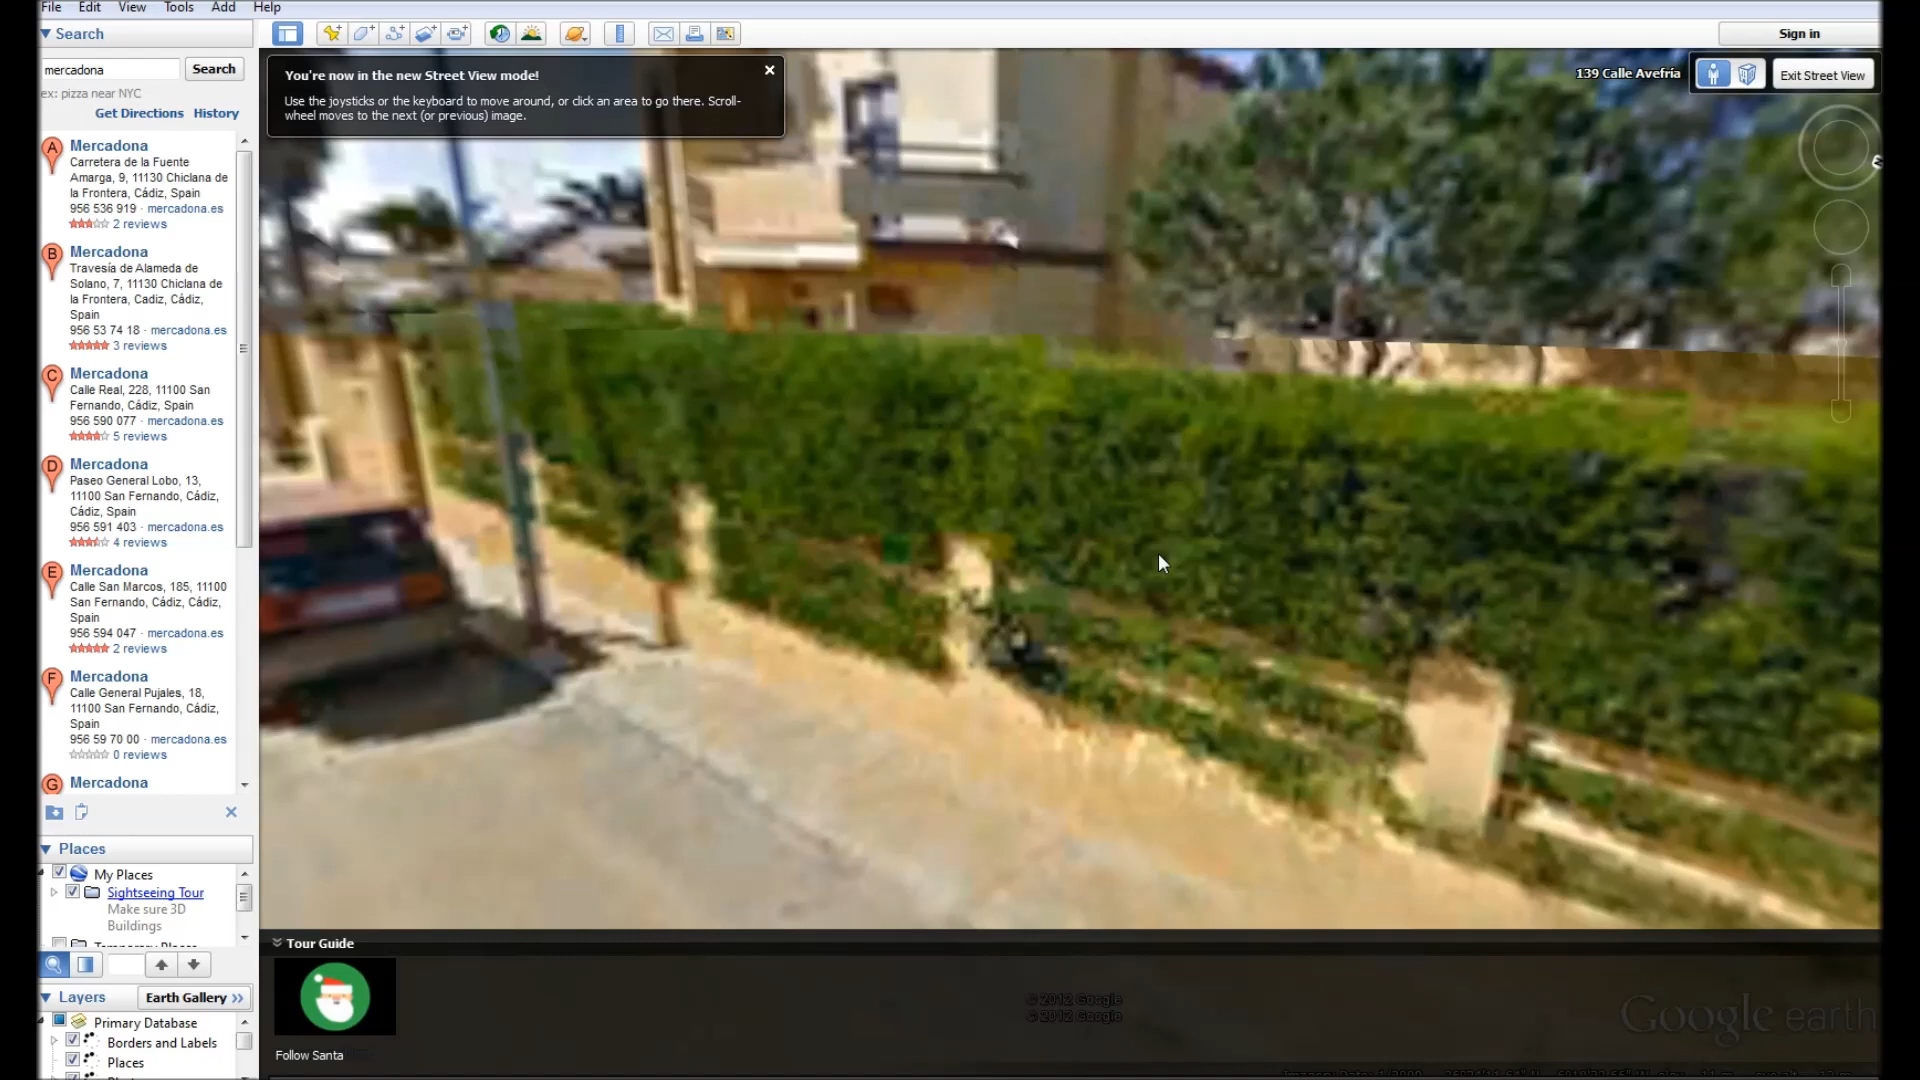 File Edit View Tools Add Help
Search
mercadona
Search
ex: pizza near NYC
Get Directions History
A
Mercadona
Carretera de la Fuente
Amarga, 9, 11130 Chiclana de
la Frontera, Cádiz, Spain
956 536 919 · mercadona.es
2 reviews
B
Mercadona
Travesía de Alameda de
Solano, 7, 11130 Chiclana de
la Frontera, Cadiz, Cádiz,
Spain
956 53 74 18 · mercadona.es
3 reviews
C
Mercadona
Calle Real, 228, 11100 San
Fernando, Cádiz, Spain
956 590 077 · mercadona.es
5 reviews
D
Mercadona
Paseo General Lobo, 13,
11100 San Fernando, Cádiz,
Cádiz, Spain
956 591 403 · mercadona.es
4 reviews
E
Mercadona
Calle San Marcos, 185, 11100
San Fernando, Cádiz, Cádiz,
Spain
956 594 047 · mercadona.es
2 reviews
F
Mercadona
Calle General Pujales, 18,
11100 San Fernando, Cádiz,
Spain
956 59 70 00 · mercadona.es
0 reviews
G
Mercadona
Places
My Places
Sightseeing Tour
Make sure 3D
Buildings
Temporary Places
Layers
Earth Gallery >>
Primary Database
Borders and Labels
Places
Sign in
You're now in the new Street View mode!
Use the joysticks or the keyboard to move around, or click an area to go there. Scroll-
wheel moves to the next (or previous) image.
139 Calle Avefría
Exit Street View
Tour Guide
Follow Santa
© 2012 Google
© 2012 Google
Google earth